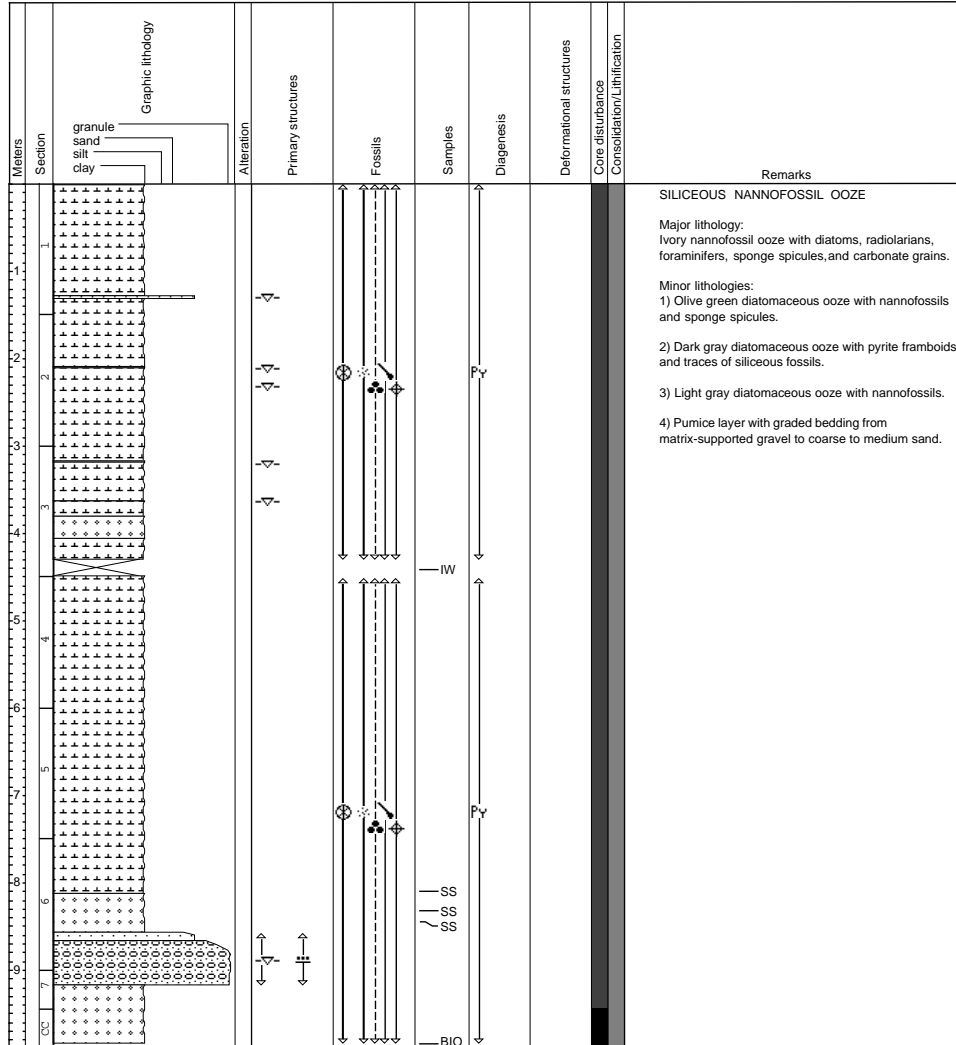 Meters
Section
Graphic lithology
granule
sand
silt
clay
Alteration
Primary structures
Fossils
Samples
Diagenesis
Deformational structures
Core disturbance
Consolidation/Lithification
Remarks
1
2
3
4
5
6
7
8
9
1
2
3
4
5
6
7
CC
Py
IW
Py
SS
SS
SS
BIO
SILICEOUS NANNOFOSSIL OOZE
Major lithology:
Ivory nannofossil ooze with diatoms, radiolarians,
foraminifers, sponge spicules,and carbonate grains.
Minor lithologies:
1) Olive green diatomaceous ooze with nannofossils
and sponge spicules.
2) Dark gray diatomaceous ooze with pyrite framboids
and traces of siliceous fossils.
3) Light gray diatomaceous ooze with nannofossils.
4) Pumice layer with graded bedding from
matrix-supported gravel to coarse to medium sand.